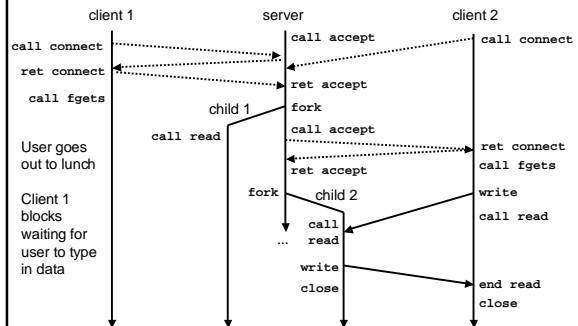 client 1
server
client 2
call connect
call accept
call connect
ret connect
ret accept
call fgets
child 1
fork
call read
call accept
User goes
out to lunch
ret connect
call fgets
ret accept
Client 1
blocks
waiting for
user to type
in data
fork
child 2
write
call
read
call read
...
write
end read
close
close